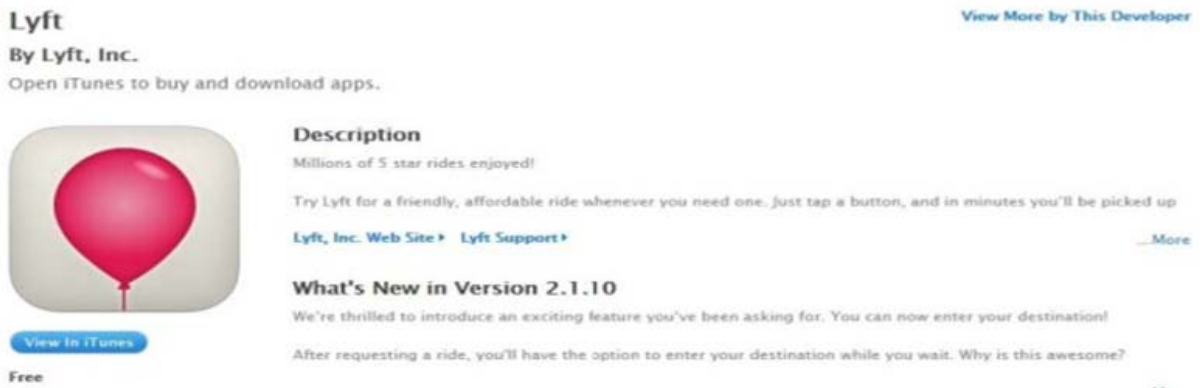 Lyft
View More by This Developer
By Lyft, Inc.
Open iTunes to buy and download apps.
Description
Millions of 5 star rides enjoyed!
Try Lyft for a friendly, affordable ride whenever you need one. Just tap a button, and in minutes you'll be picked up
Lyft, Inc. Web Site Lyft Support
...More
What's New in Version 2.1.10
We're thrilled to introduce an exciting feature you've been asking for. You can now enter your destination!
After requesting a ride, you'll have the option to enter your destination while you wait. Why is this awesome?
View In iTunes
Free